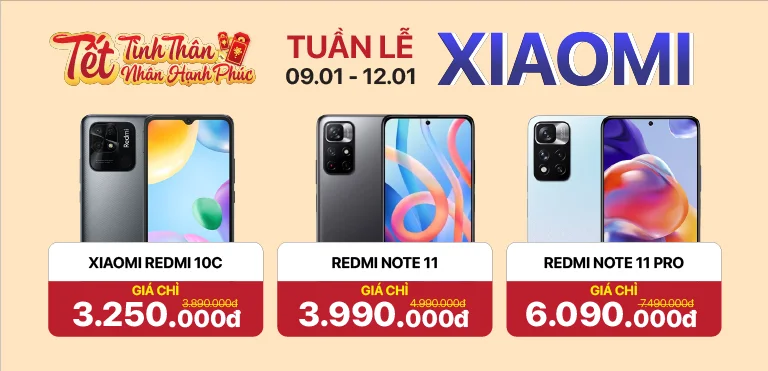 Tết Tình Thân
Nhân Hạnh Phúc
TUẦN LỄ
09.01 - 12.01
XIAOMI
Redmi
XIAOMI REDMI 10C
GIÁ CHỈ
3.890.000đ
3.250.000đ
REDMI NOTE 11
GIÁ CHỈ
4.990.000đ
3.990.000đ
REDMI NOTE 11 PRO
GIÁ CHỈ
7.490.000đ
6.090.000đ